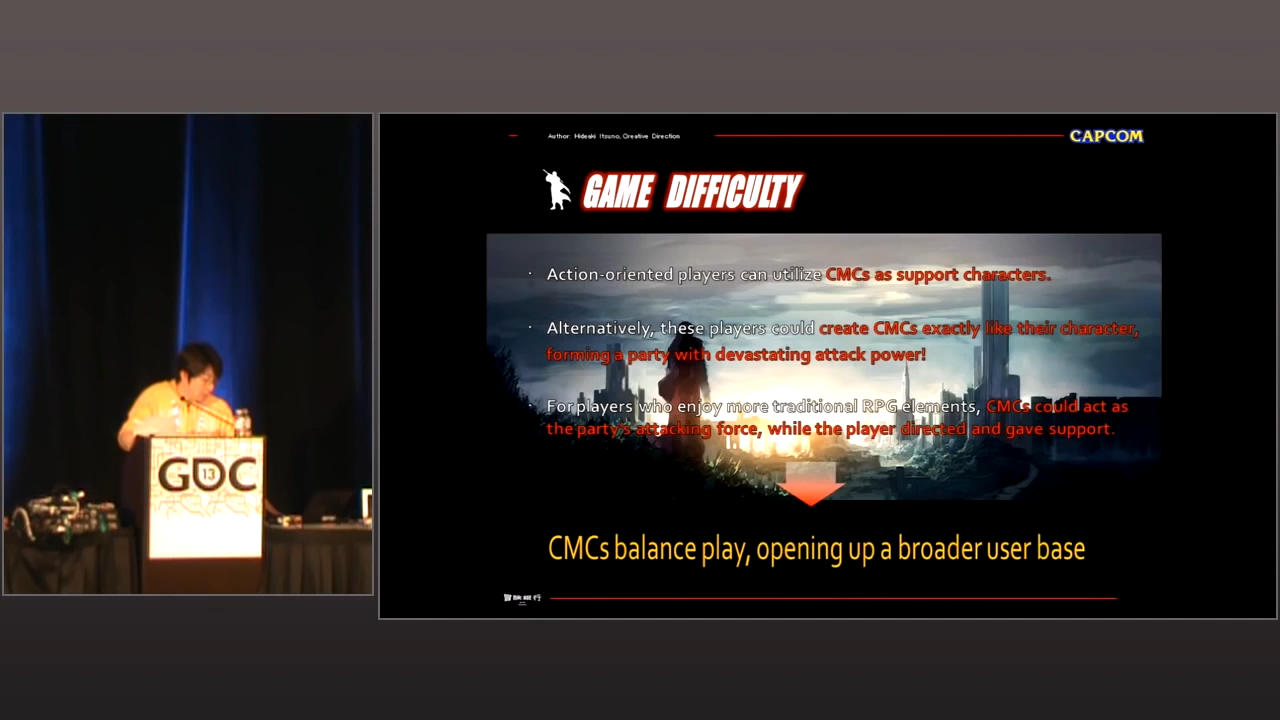 Author: Hideaki Itsuno, Creative Direction
CAPCOM
GAME DIFFICULTY
· Action-oriented players can utilize CMCs as support characters.
· Alternatively, these players could create CMCs exactly like their character,
forming a party with devastating attack power!
· For players who enjoy more traditional RPG elements, CMCs could act as
the party's attacking force, while the player directed and gave support.
CMCs balance play, opening up a broader user base
GDC
13